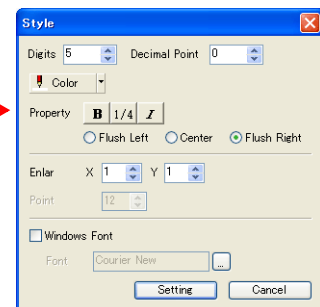 Style
Digits 5 Decimal Point 0
Color
Property B 1/4 I
Flush Left Center Flush Right
Enlar X 1 Y 1
Point 12
Windows Font
Font Courier New ...
Setting Cancel